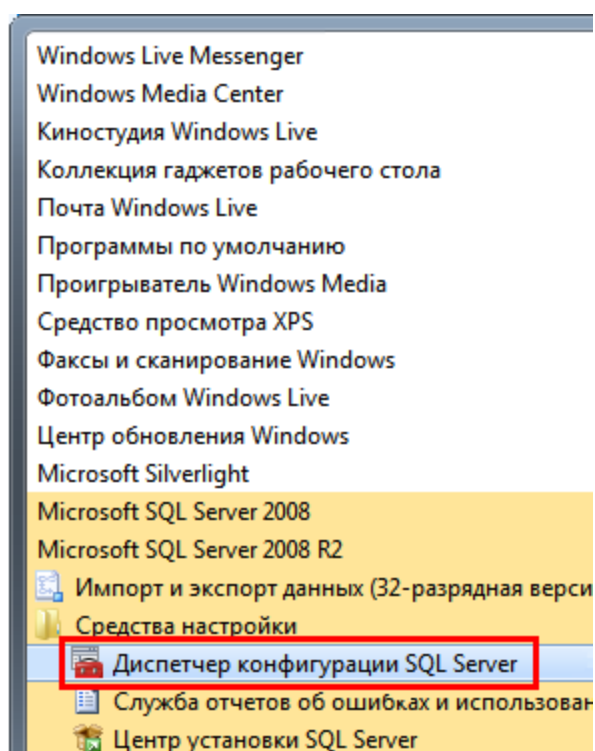 Windows Live Messenger
Windows Media Center
Киностудия Windows Live
Коллекция гаджетов рабочего стола
Почта Windows Live
Программы по умолчанию
Проигрыватель Windows Media
Средство просмотра XPS
Факсы и сканирование Windows
Фотоальбом Windows Live
Центр обновления Windows
Microsoft Silverlight
Microsoft SQL Server 2008
Microsoft SQL Server 2008 R2
Импорт и экспорт данных (32-разрядная верси
Средства настройки
Диспетчер конфигурации SQL Server
Служба отчетов об ошибках и использован
Центр установки SQL Server